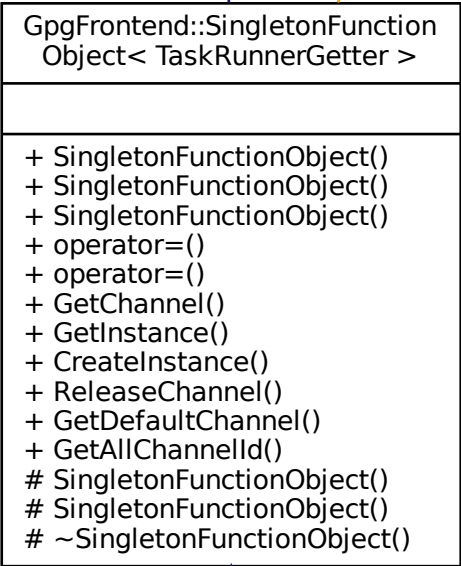 GpgFrontend::SingletonFunction
Object< TaskRunnerGetter >
+ SingletonFunctionObject()
+ SingletonFunctionObject()
+ SingletonFunctionObject()
+ operator=()
+ operator=()
+ GetChannel()
+ GetInstance()
+ CreateInstance()
+ ReleaseChannel()
+ GetDefaultChannel()
+ GetAllChannelId()
# SingletonFunctionObject()
# SingletonFunctionObject()
# ~SingletonFunctionObject()